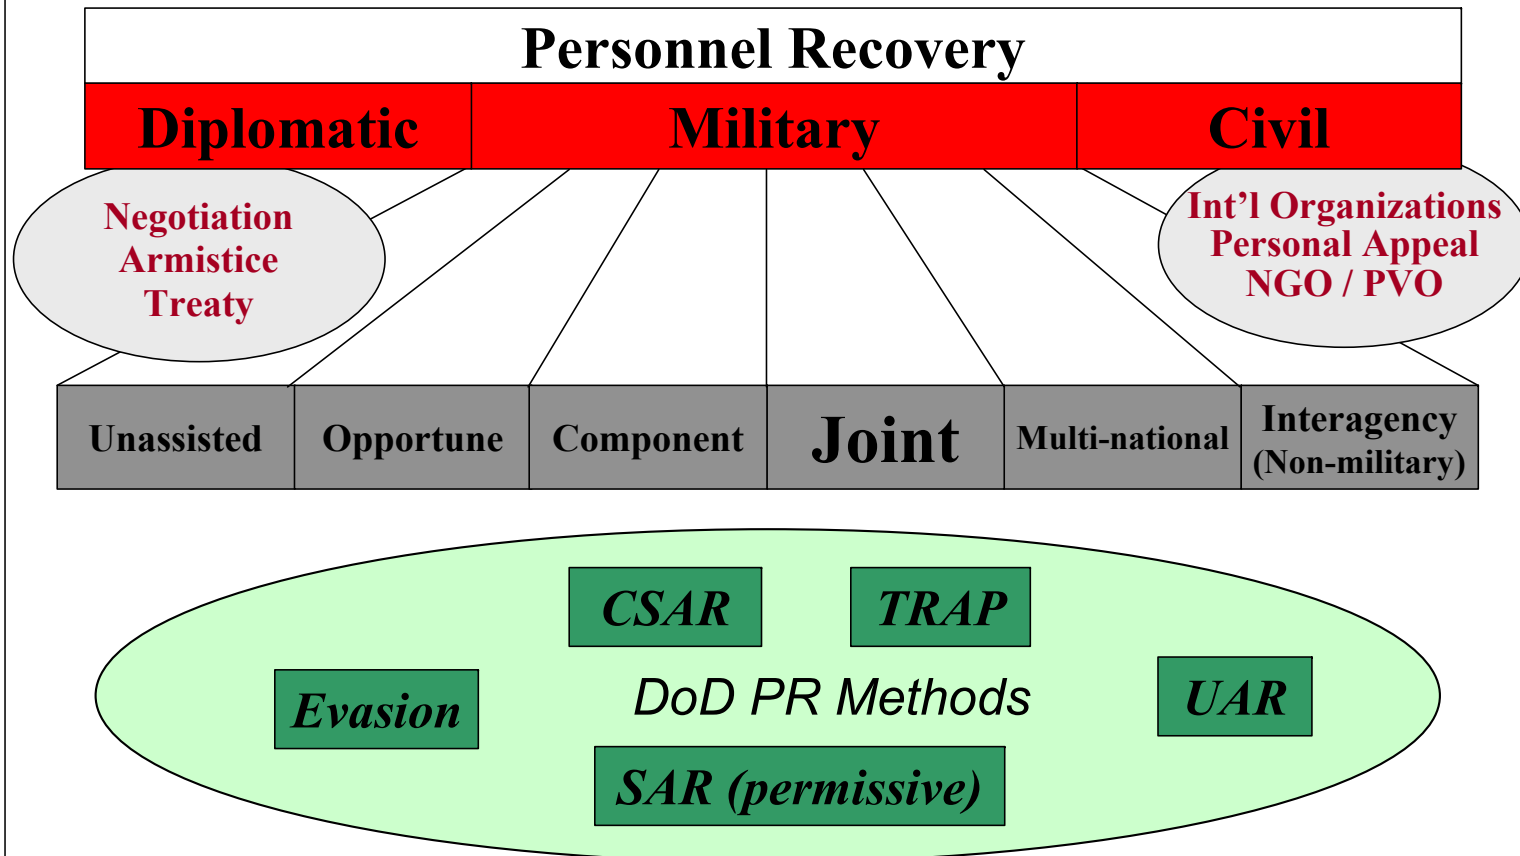 Personnel Recovery
Diplomatic
Military
Civil
Negotiation
Armistice
Treaty
Int’l Organizations
Personal Appeal
NGO / PVO
Unassisted
Opportune
Component
Joint
Multi-national
Interagency
(Non-military)
CSAR
TRAP
Evasion
DoD PR Methods
UAR
SAR (permissive)